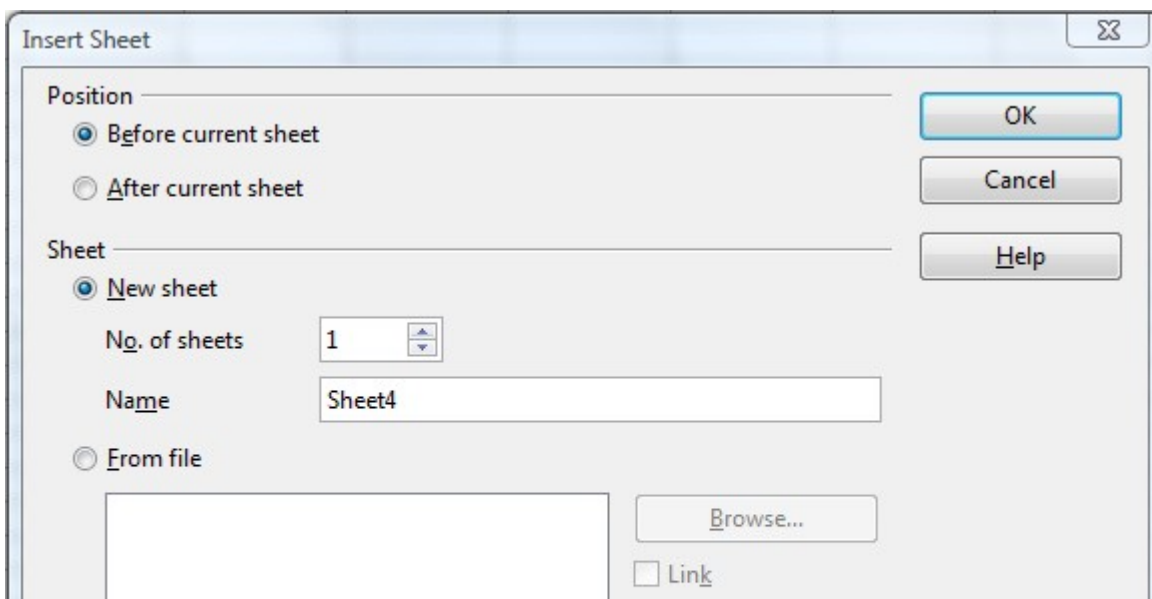 Insert Sheet
Position
Before current sheet
After current sheet
Sheet
New sheet
No. of sheets 1
Name Sheet4
From file
Browse...
Link
OK
Cancel
Help